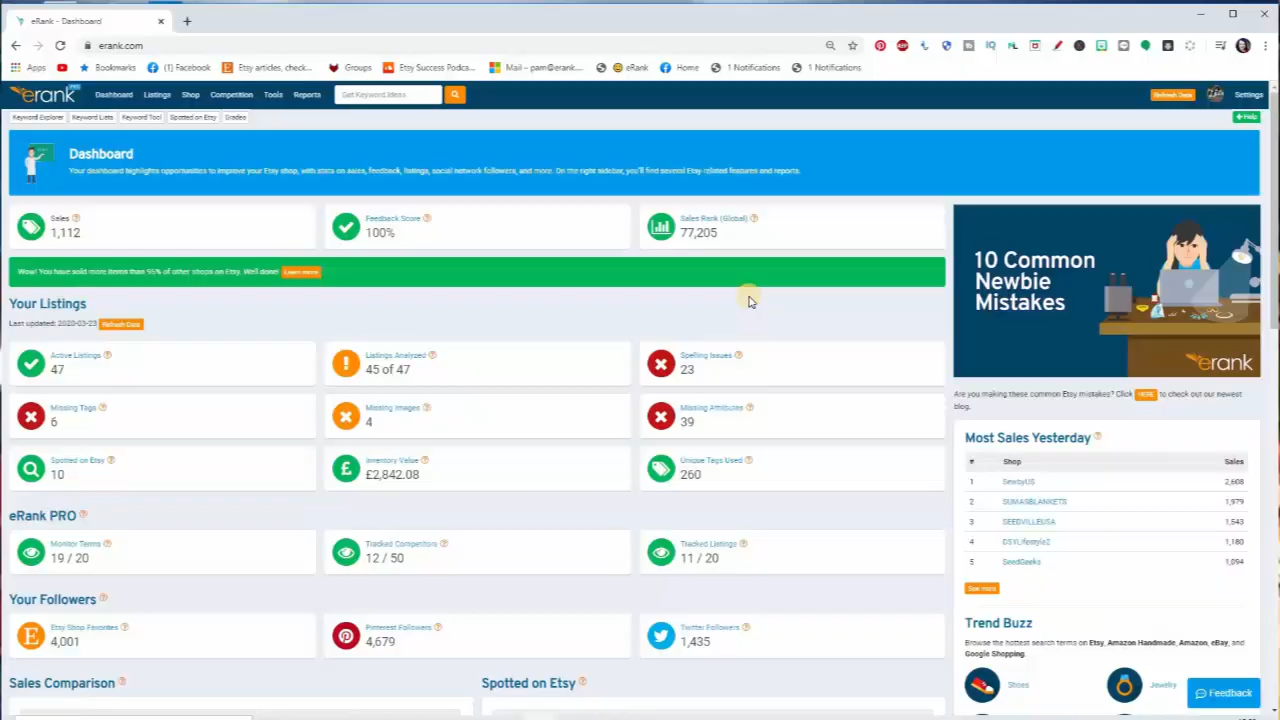 eRank - Dashboard
erank.com
Apps Bookmarks (1) Facebook Etsy articles, check... Groups Etsy Success Podca... Mail – pam@erank.... eRank Home 1 Notifications 1 Notifications
erank PRO Dashboard Listings Shop Competition Tools Reports Get Keyword Ideas Refresh Data Settings
Keyword Explorer Keyword Lists Keyword Tool Spotted on Etsy Grades + Help
Dashboard
Your dashboard highlights opportunities to improve your Etsy shop, with stats on sales, feedback, listings, social network followers, and more. On the right sidebar, you'll find several Etsy-related features and reports.
Sales
1,112
Feedback Score
100%
Sales Rank (Global)
77,205
Wow! You have sold more items than 95% of other shops on Etsy. Well done! Learn more
Your Listings
Last updated: 2020-03-23 Refresh Data
Active Listings
47
Listings Analyzed
45 of 47
Spelling Issues
23
Missing Tags
6
Missing Images
4
Missing Attributes
39
Spotted on Etsy
10
Inventory Value
£2,842.08
Unique Tags Used
260
eRank PRO
Monitor Terms
19 / 20
Tracked Competitors
12 / 50
Tracked Listings
11 / 20
Your Followers
Etsy Shop Favorites
4,001
Pinterest Followers
4,679
Twitter Followers
1,435
Sales Comparison
Spotted on Etsy
10 Common
Newbie
Mistakes
erank
Are you making these common Etsy mistakes? Click HERE to check out our newest
blog.
Most Sales Yesterday
# Shop Sales
1 SewbyUS 2,608
2 SUMASBLANKETS 1,979
3 SEEDVILLEUSA 1,543
4 DSYLifestyle2 1,180
5 SeedGeeks 1,094
See more
Trend Buzz
Browse the hottest search terms on Etsy, Amazon Handmade, Amazon, eBay, and
Google Shopping.
Shoes
Jewelry
Feedback